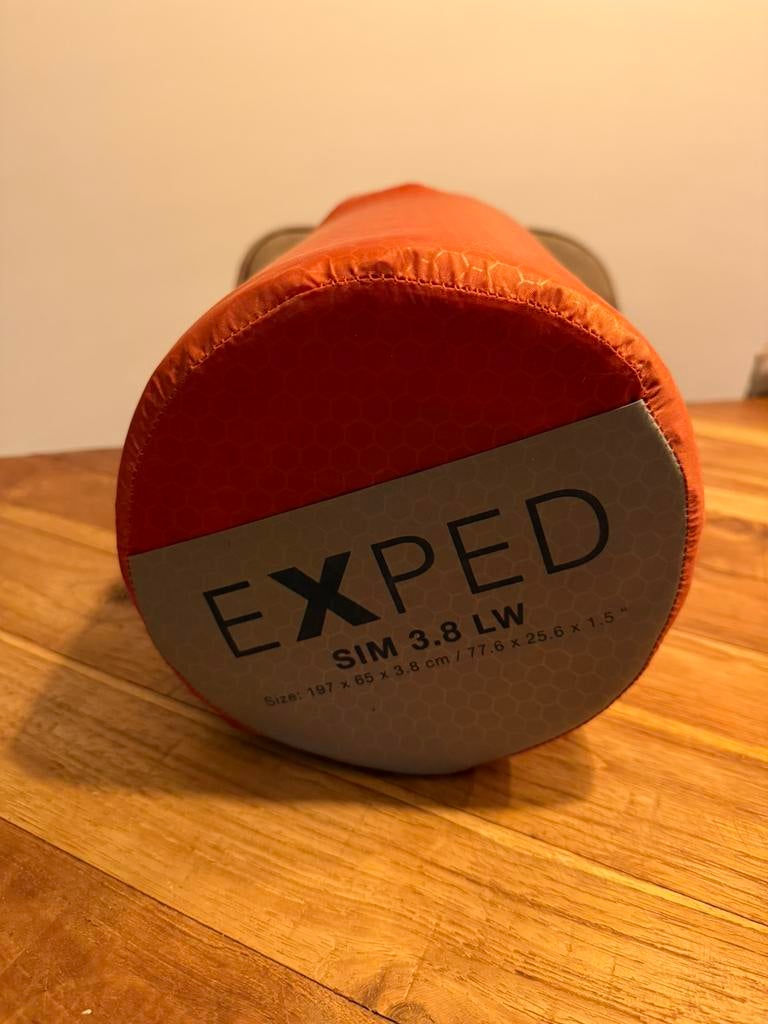 EXPED
SIM 3.8 LW
Size: 197 x 65 x 3.8 cm / 77.6 x 25.6 x 1.5 "